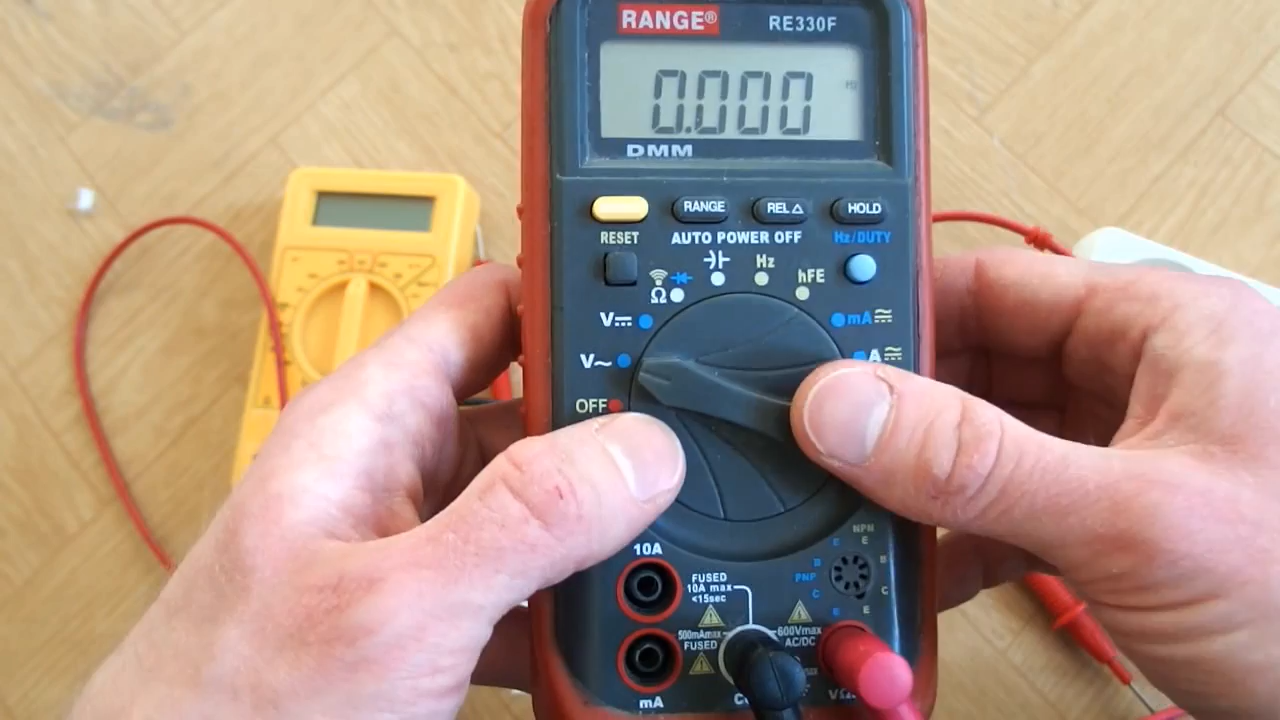 RANGE® RE330F
0.000
DMM
RANGE REL△ HOLD
RESET AUTO POWER OFF Hz/DUTY
Hz
hFE
Ω
V⎓ mA
V~ A
OFF
10A
NPN
E E
FUSED
10A max
<15sec
B B
PNP
C C
E E
500mAmax
FUSED
600Vmax
AC/DC
mA